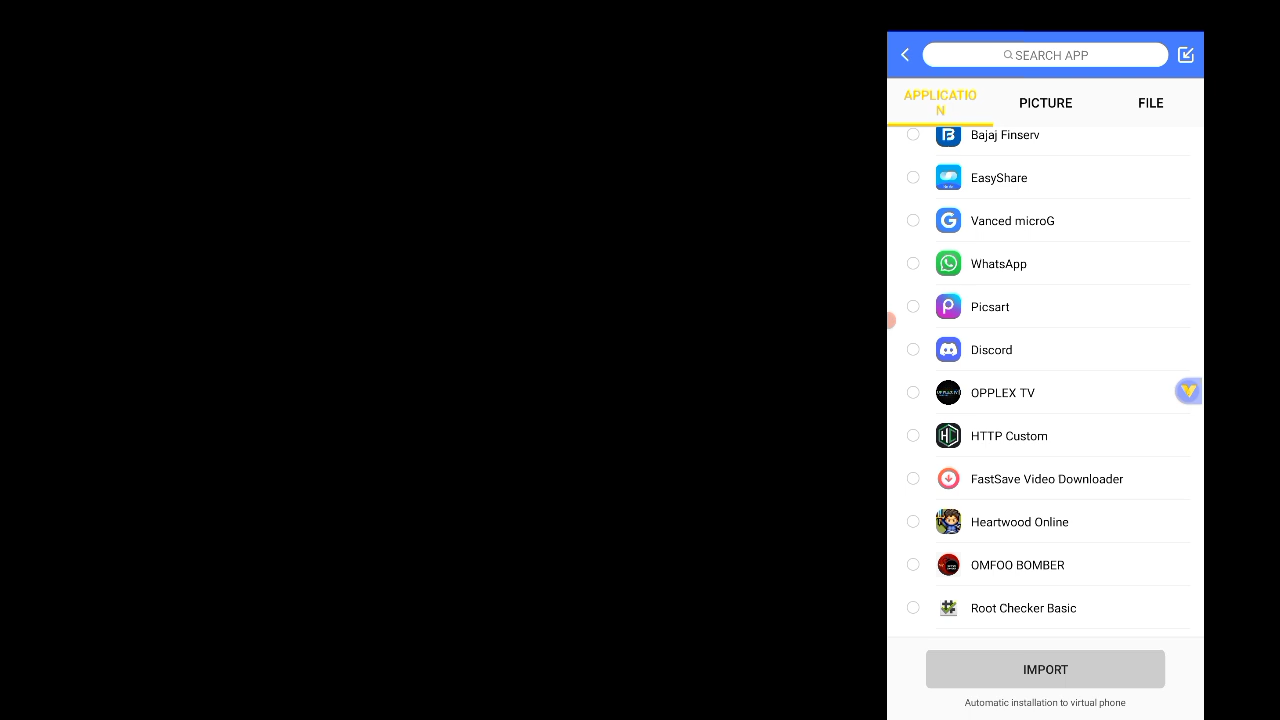 SEARCH APP
APPLICATIO
N
PICTURE
FILE
Bajaj Finserv
EasyShare
Vanced microG
WhatsApp
Picsart
Discord
OPPLEX TV
HTTP Custom
FastSave Video Downloader
Heartwood Online
OMFOO BOMBER
Root Checker Basic
IMPORT
Automatic installation to virtual phone